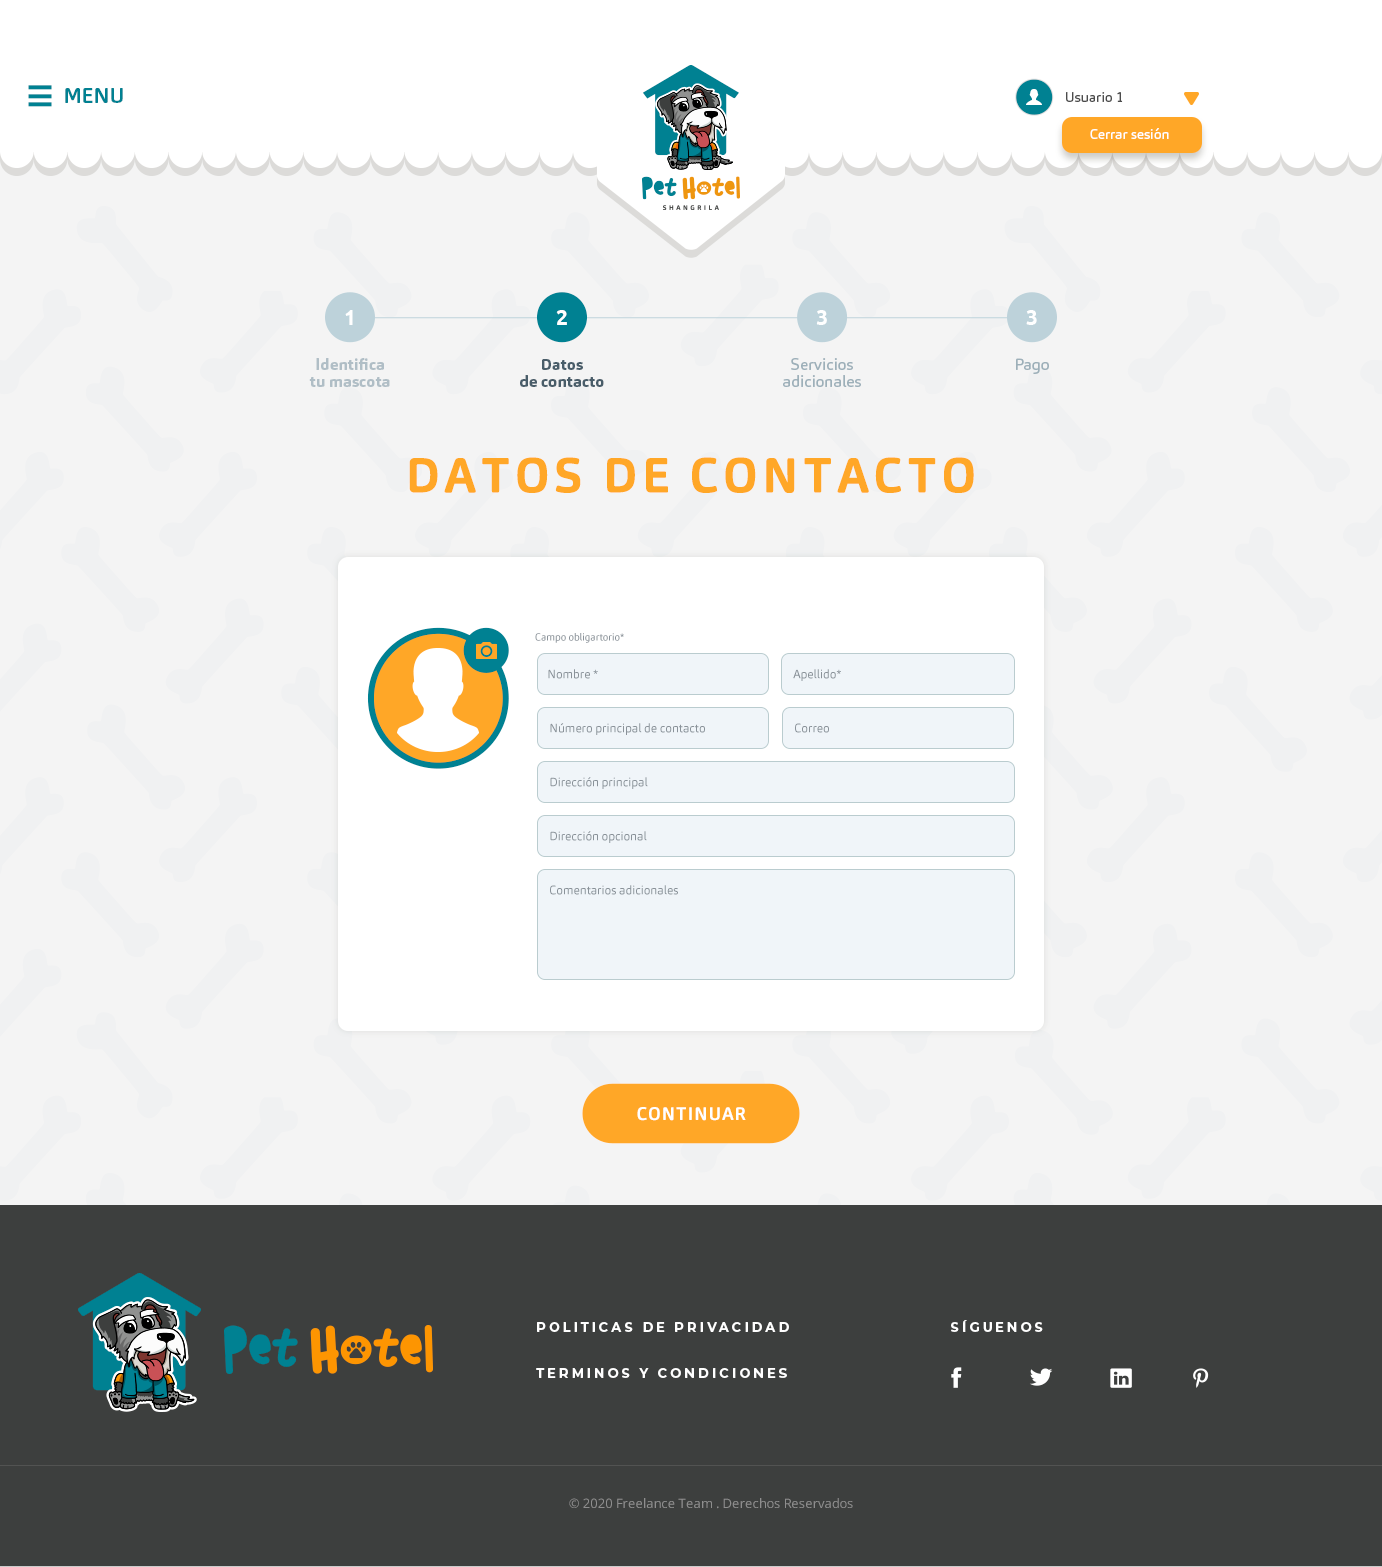 MENU
Usuario 1
Cerrar sesión
Pet Hotel
SHANGRILA
1
2
3
3
Identifica
tu mascota
Datos
de contacto
Servicios
adicionales
Pago
DATOS DE CONTACTO
Campo obligartorio*
Nombre *
Apellido*
Número principal de contacto
Correo
Dirección principal
Dirección opcional
Comentarios adicionales
CONTINUAR
Pet Hotel
POLITICAS DE PRIVACIDAD
TERMINOS Y CONDICIONES
SÍGUENOS
© 2020 Freelance Team . Derechos Reservados